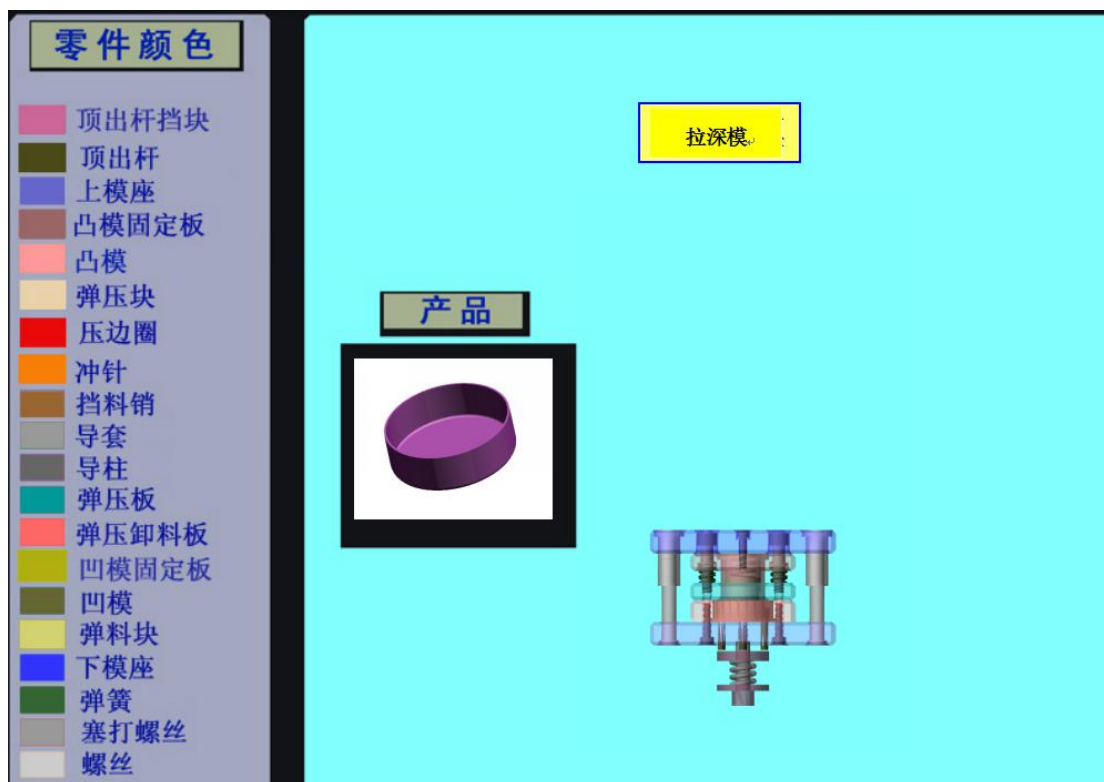 零件颜色
顶出杆挡块
顶出杆
上模座
凸模固定板
凸模
弹压块
压边圈
冲针
挡料销
导套
导柱
弹压板
弹压卸料板
凹模固定板
凹模
弹料块
下模座
弹簧
塞打螺丝
螺丝
拉深模
产品